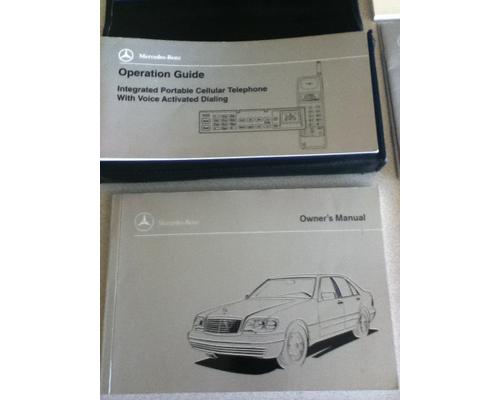 Mercedes-Benz
Operation Guide
Integrated Portable Cellular Telephone
With Voice Activated Dialing
Mercedes-Benz
Owner's Manual